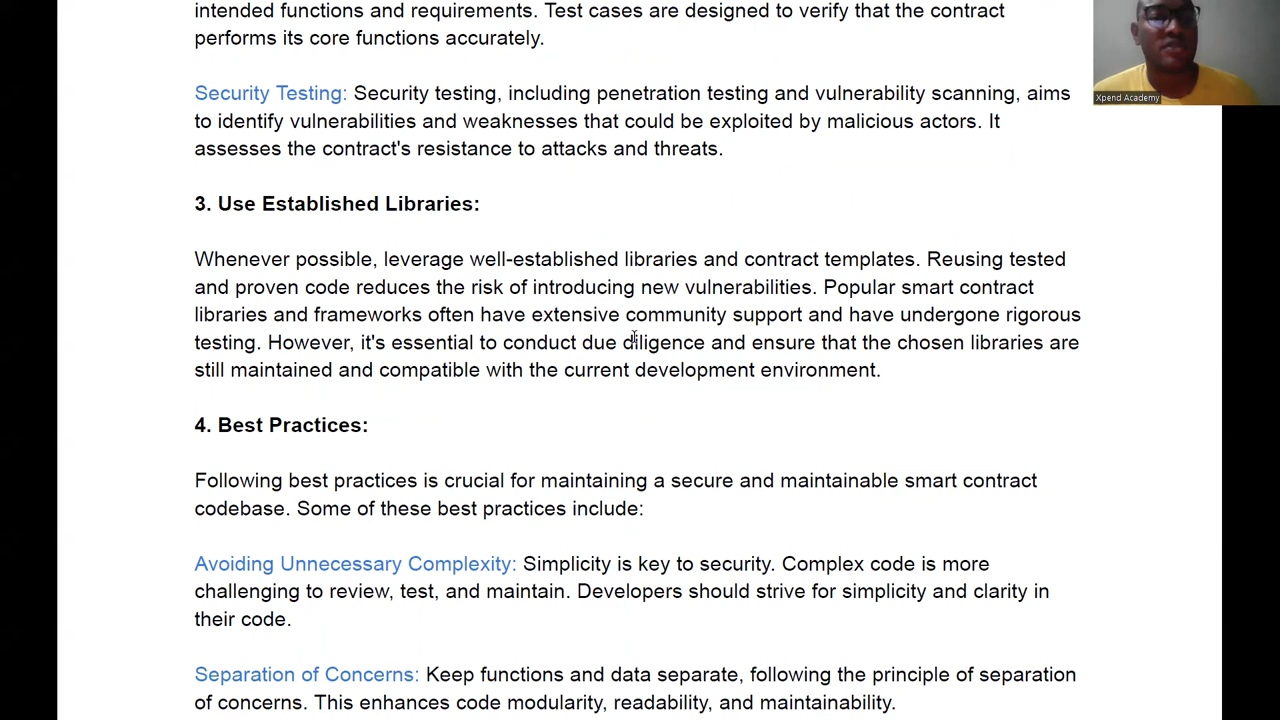 intended functions and requirements. Test cases are designed to verify that the contract
performs its core functions accurately.
Security Testing: Security testing, including penetration testing and vulnerability scanning, aims
to identify vulnerabilities and weaknesses that could be exploited by malicious actors. It
assesses the contract's resistance to attacks and threats.
3. Use Established Libraries:
Whenever possible, leverage well-established libraries and contract templates. Reusing tested
and proven code reduces the risk of introducing new vulnerabilities. Popular smart contract
libraries and frameworks often have extensive community support and have undergone rigorous
testing. However, it's essential to conduct due diligence and ensure that the chosen libraries are
still maintained and compatible with the current development environment.
4. Best Practices:
Following best practices is crucial for maintaining a secure and maintainable smart contract
codebase. Some of these best practices include:
Avoiding Unnecessary Complexity: Simplicity is key to security. Complex code is more
challenging to review, test, and maintain. Developers should strive for simplicity and clarity in
their code.
Separation of Concerns: Keep functions and data separate, following the principle of separation
of concerns. This enhances code modularity, readability, and maintainability.
Xpend Academy